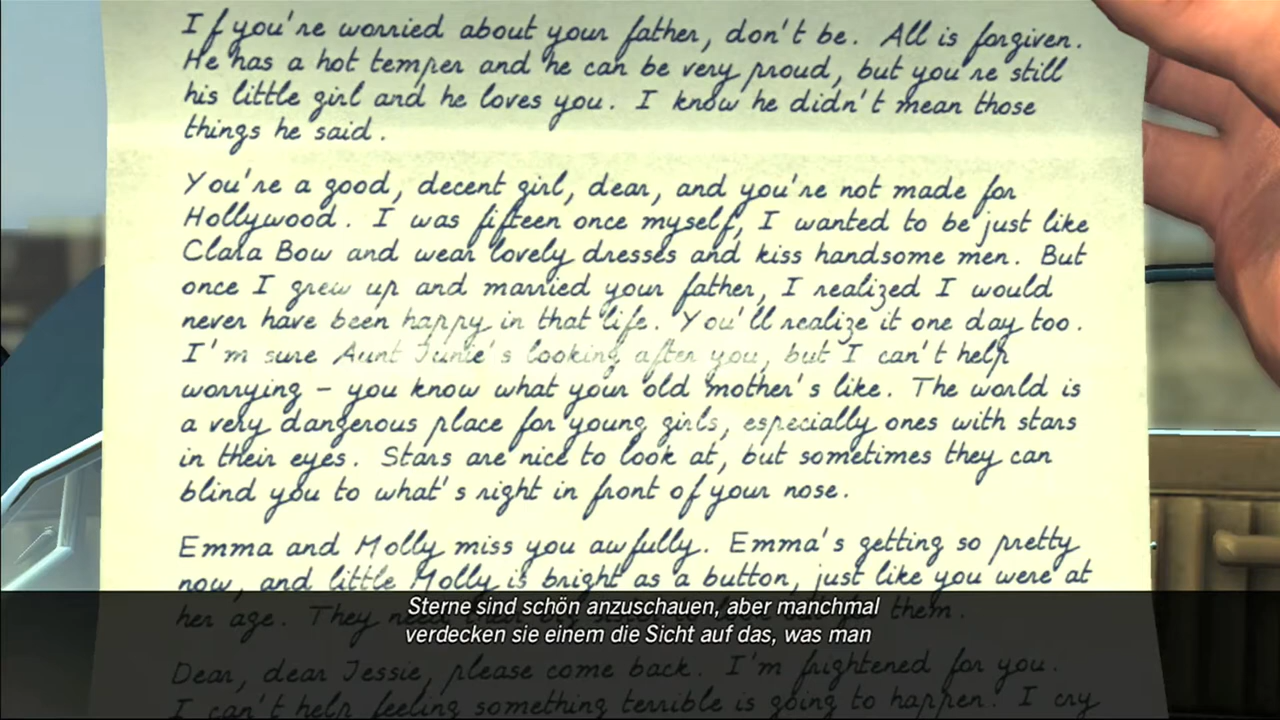 If you're worried about your father, don't be. All is forgiven.
He has a hot temper and he can be very proud, but you're still
his little girl and he loves you. I know he didn't mean those
things he said.
You're a good, decent girl, dear, and you're not made for
Hollywood. I was fifteen once myself, I wanted to be just like
Clara Bow and wear lovely dresses and kiss handsome men. But
once I grew up and married your father, I realized I would
never have been happy in that life. You'll realize it one day too.
I'm sure Aunt Junie's looking after you, but I can't help
worrying – you know what your old mother's like. The world is
a very dangerous place for young girls, especially ones with stars
in their eyes. Stars are nice to look at, but sometimes they can
blind you to what's right in front of your nose.
Emma and Molly miss you awfully. Emma's getting so pretty
now, and little Molly is bright as a button, just like you were at
her age. They need their big sister to look out for them.
Sterne sind schön anzuschauen, aber manchmal
verdecken sie einem die Sicht auf das, was man
Dear, dear Jessie, please come back. I'm frightened for you.
I can't help feeling something terrible is going to happen. I cry